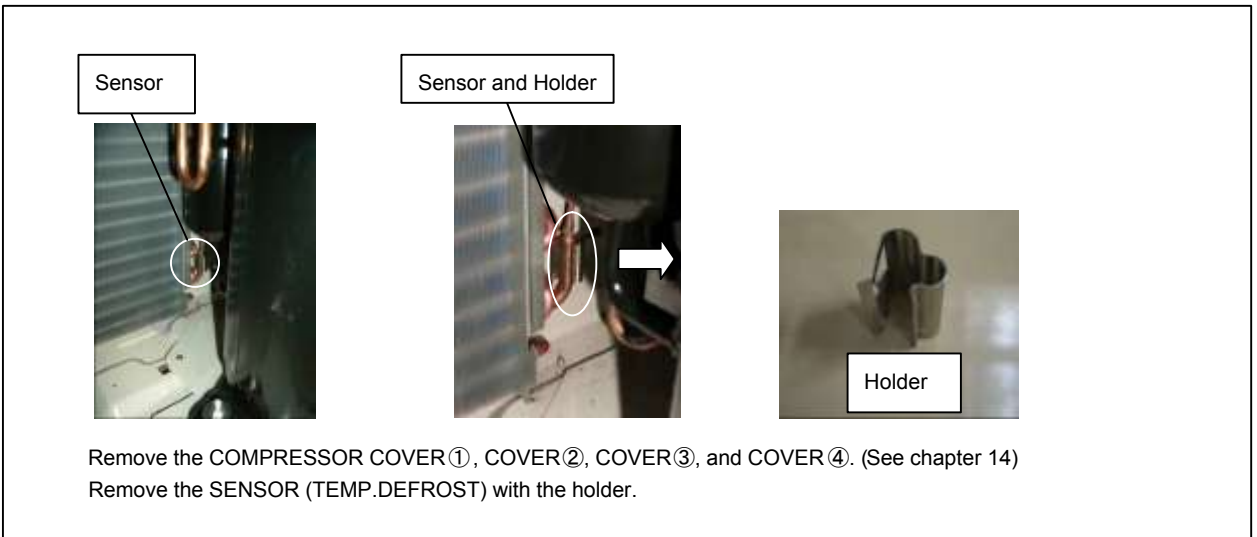 Sensor
Sensor and Holder
Holder
Remove the COMPRESSOR COVER①, COVER②, COVER③, and COVER④. (See chapter 14)
Remove the SENSOR (TEMP.DEFROST) with the holder.